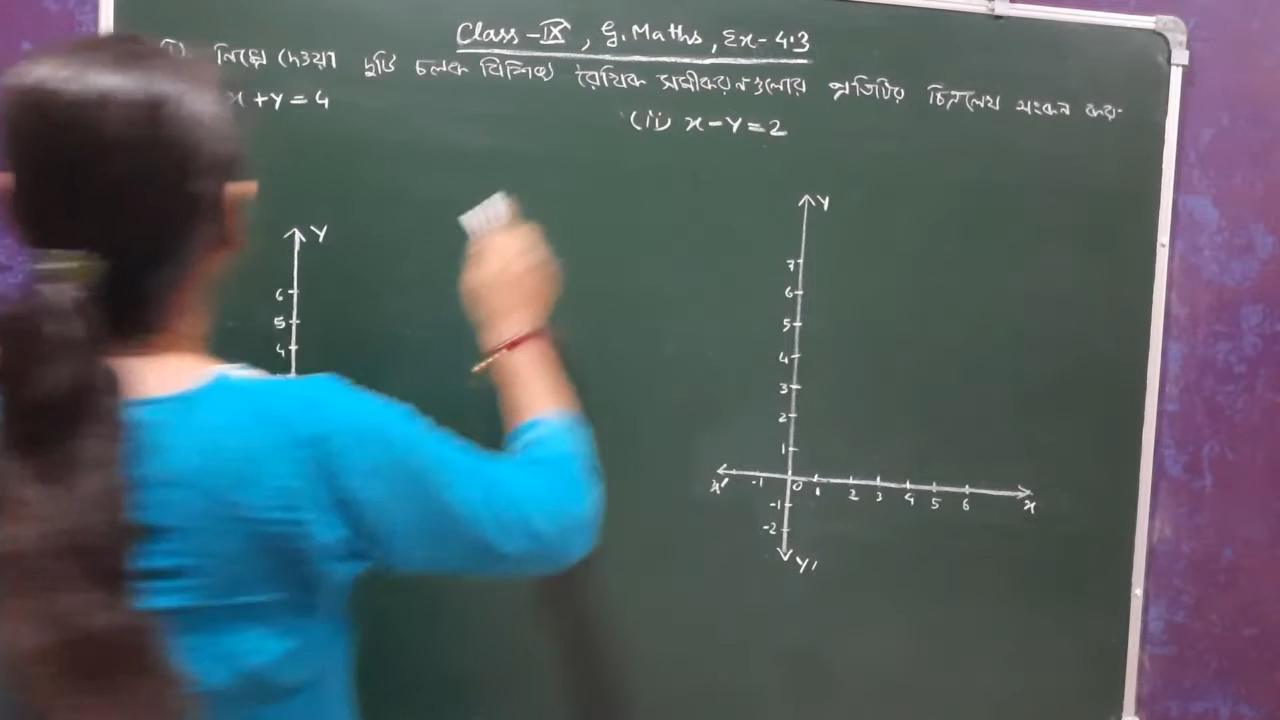 Class-IX, G.Maths, Ex-4.3
নিম্নে দেওয়া দুটি চলক বিশিষ্ট ৰৈখিক সমীকরণগুলোর প্রতিটির চিত্রলেখ অংকন কর-
x+y=4
(ii) x-y=2
Y
6
5
4
Y
7
6
5
4
3
2
1
x' -1 0 1 2 3 4 5 6 x
-1
-2
Y'